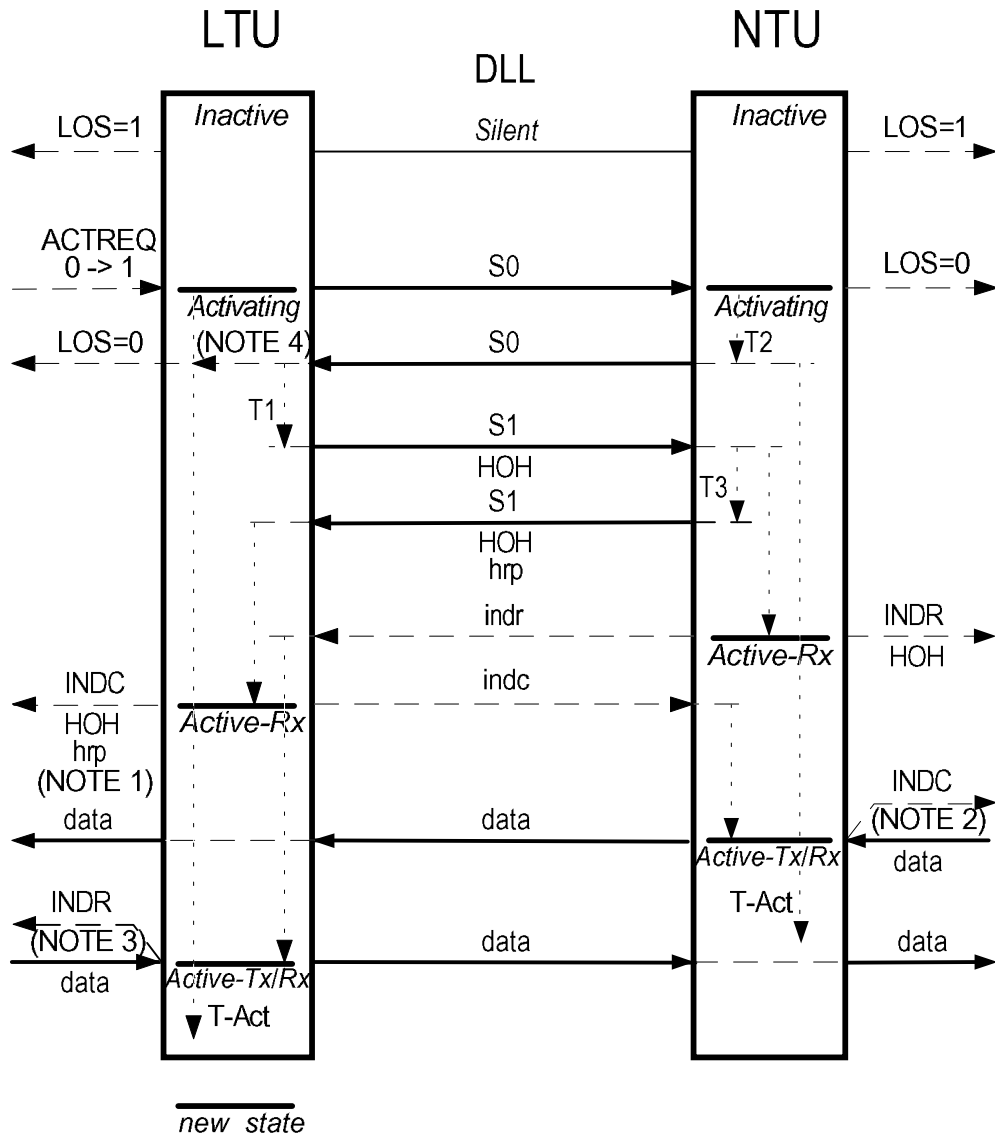 LTU
NTU
DLL
Inactive
Inactive
LOS=1
Silent
LOS=1
ACTREQ
0 -> 1
S0
LOS=0
Activating
Activating
LOS=0
(NOTE 4)
S0
T2
T1
S1
HOH
T3
S1
HOH
hrp
indr
INDR
Active-Rx
HOH
INDC
indc
HOH
Active-Rx
hrp
(NOTE 1)
INDC
data
data
(NOTE 2)
Active-Tx/Rx
data
INDR
T-Act
(NOTE 3)
data
data
data
Active-Tx/Rx
T-Act
new state